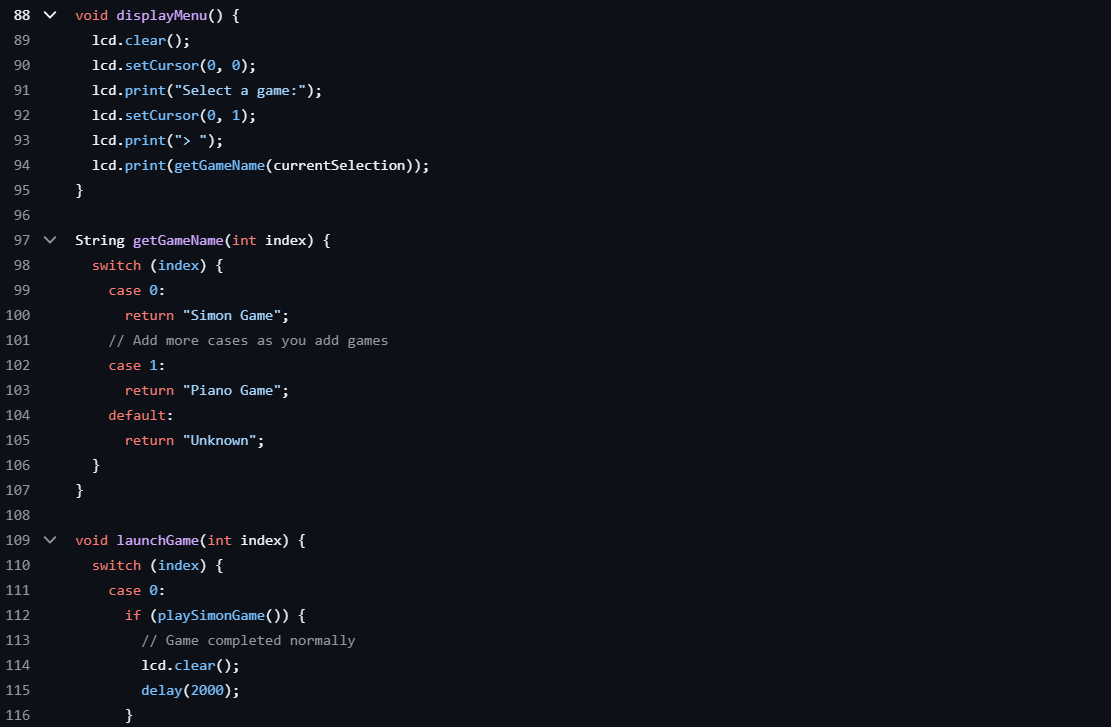 88 void displayMenu() {
89   lcd.clear();
90   lcd.setCursor(0, 0);
91   lcd.print("Select a game:");
92   lcd.setCursor(0, 1);
93   lcd.print("> ");
94   lcd.print(getGameName(currentSelection));
95 }
96
97 String getGameName(int index) {
98   switch (index) {
99     case 0:
100       return "Simon Game";
101     // Add more cases as you add games
102     case 1:
103       return "Piano Game";
104     default:
105       return "Unknown";
106   }
107 }
108
109 void launchGame(int index) {
110   switch (index) {
111     case 0:
112       if (playSimonGame()) {
113         // Game completed normally
114         lcd.clear();
115         delay(2000);
116       }